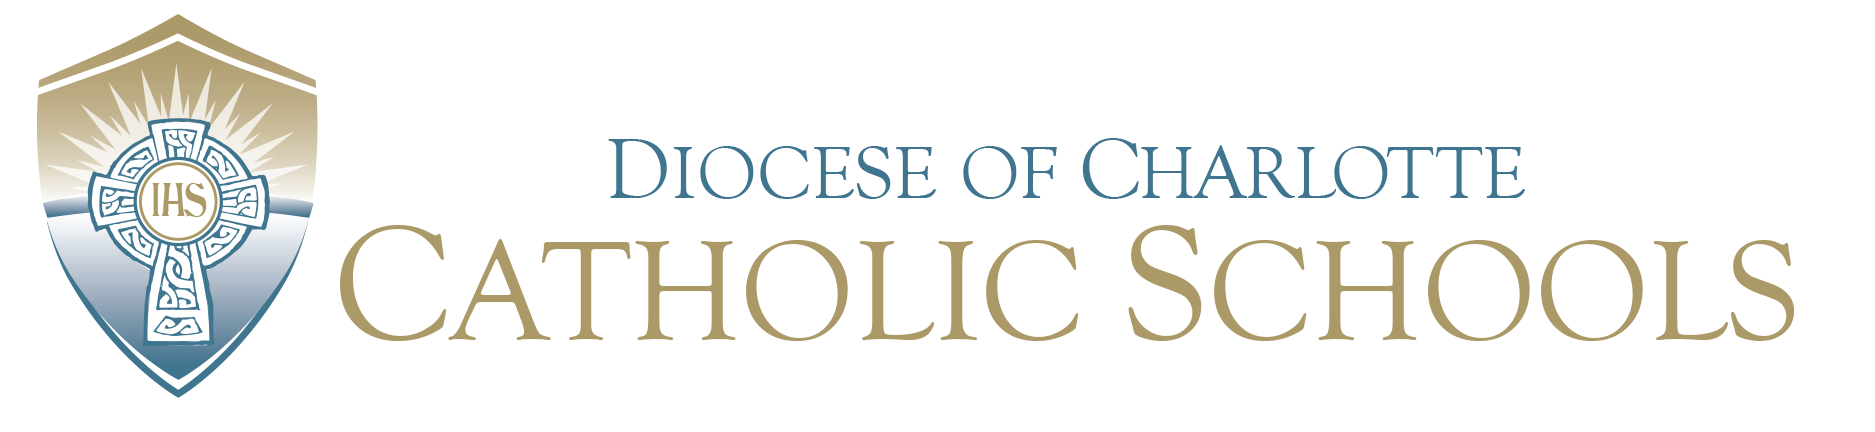 IHS
DIOCESE OF CHARLOTTE
CATHOLIC SCHOOLS